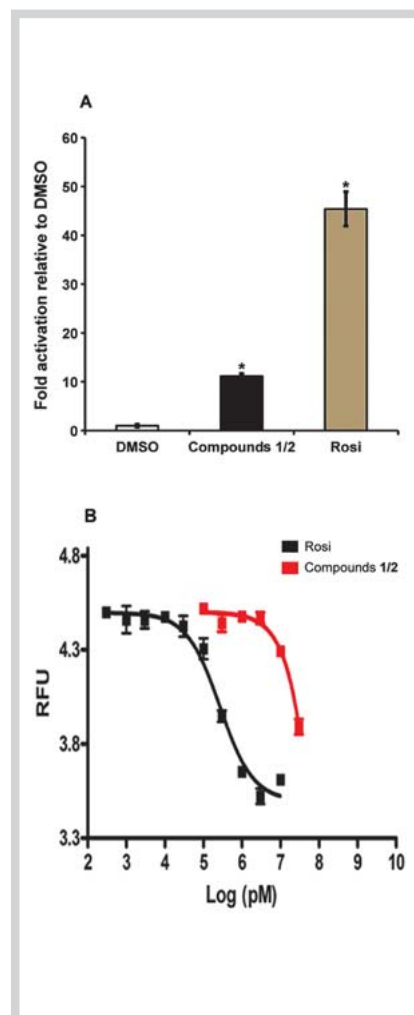 A
Fold activation relative to DMSO
60
50
40
30
20
10
0
*
*
DMSO Compounds 1/2 Rosi
B
Rosi
Compounds 1/2
RFU
4.8
4.3
3.8
3.3
2 3 4 5 6 7 8 9 10
Log (pM)